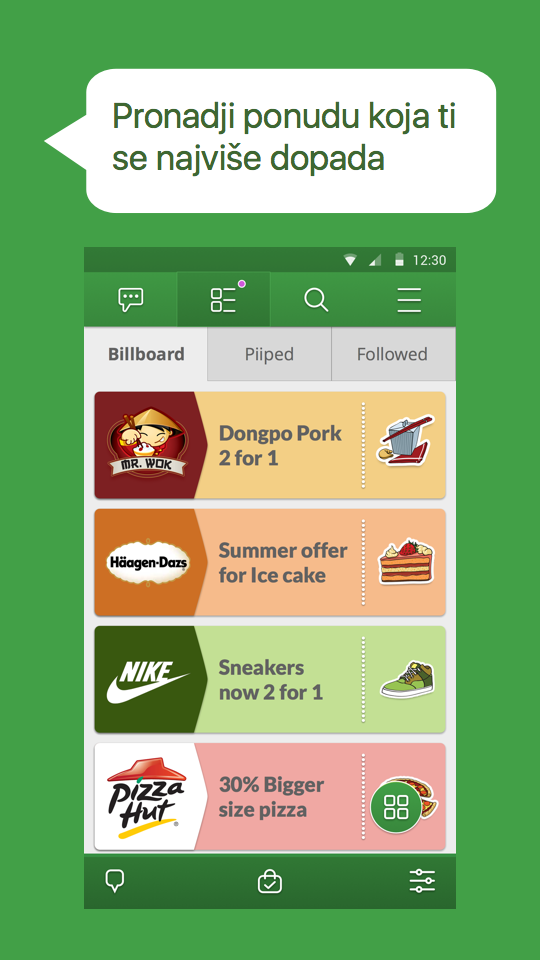 Pronadji ponudu koja ti
se najviše dopada
12:30
Billboard Piiped Followed
MR. WOK
Dongpo Pork
2 for 1
Häagen-Dazs
Summer offer
for Ice cake
NIKE
Sneakers
now 2 for 1
Pizza
Hut
30% Bigger
size pizza